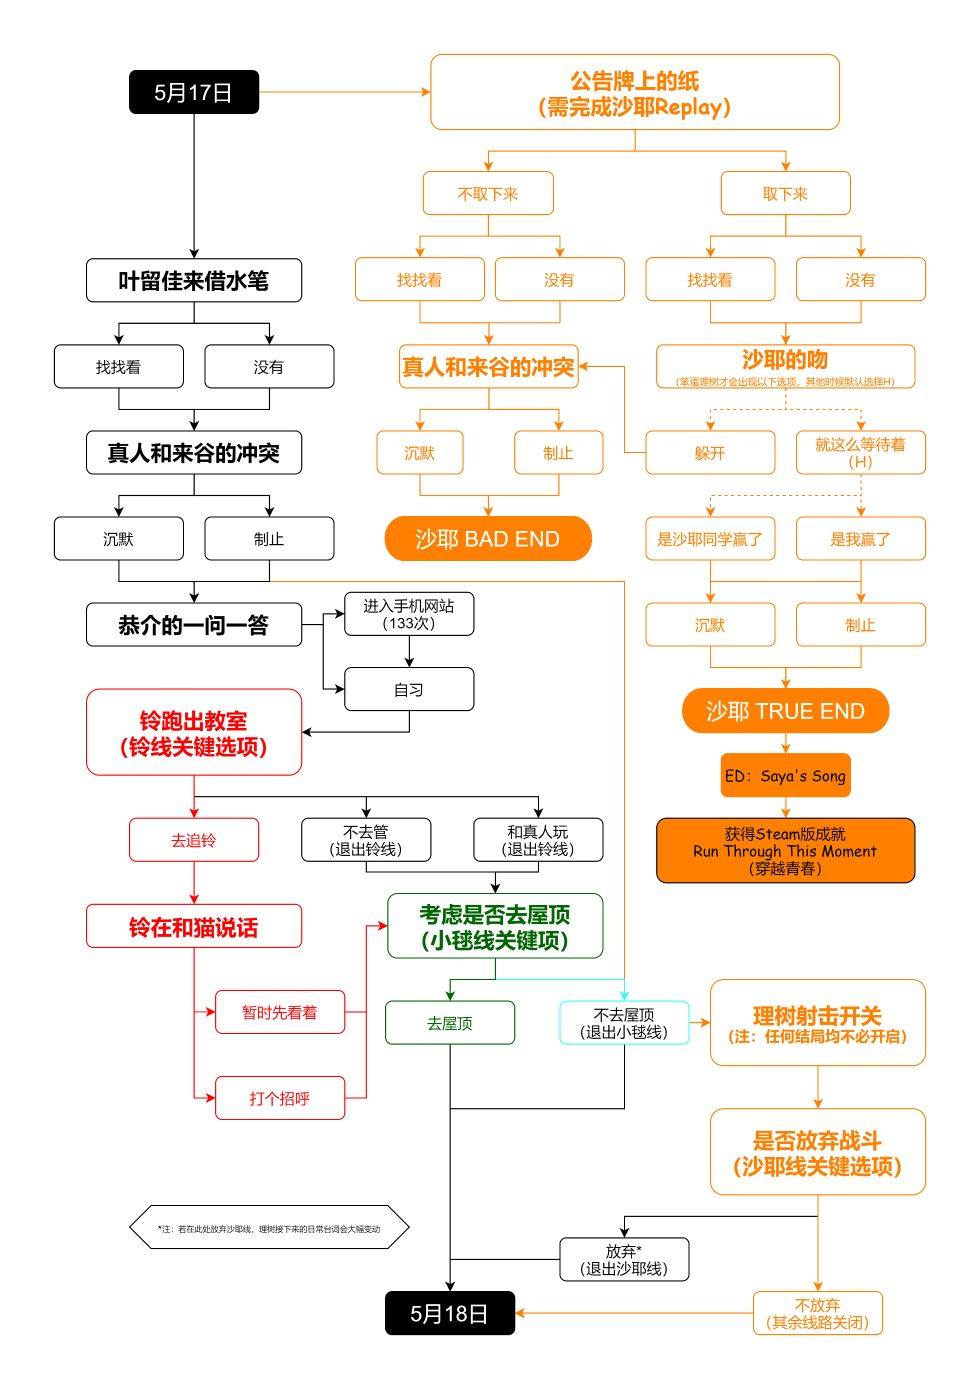 5月17日
公告牌上的纸
（需完成沙耶Replay）
不取下来
取下来
叶留佳来借水笔
找找看
没有
找找看
没有
找找看
没有
真人和来谷的冲突
沙耶的吻
（笨蛋理树才会出现以下选项，其他时候默认选择H）
真人和来谷的冲突
沉默
制止
躲开
就这么等待着
（H）
沉默
制止
沙耶 BAD END
是沙耶同学赢了
是我赢了
恭介的一问一答
进入手机网站
（133次）
沉默
制止
自习
铃跑出教室
（铃线关键选项）
沙耶 TRUE END
ED：Saya's Song
去追铃
不去管
（退出铃线）
和真人玩
（退出铃线）
获得Steam版成就
Run Through This Moment
（穿越青春）
铃在和猫说话
考虑是否去屋顶
（小毬线关键项）
暂时先看着
去屋顶
不去屋顶
（退出小毬线）
理树射击开关
（注：任何结局均不必开启）
打个招呼
是否放弃战斗
（沙耶线关键选项）
*注：若在此处放弃沙耶线，理树接下来的日常台词会大幅变动
放弃*
（退出沙耶线）
5月18日
不放弃
（其余线路关闭）